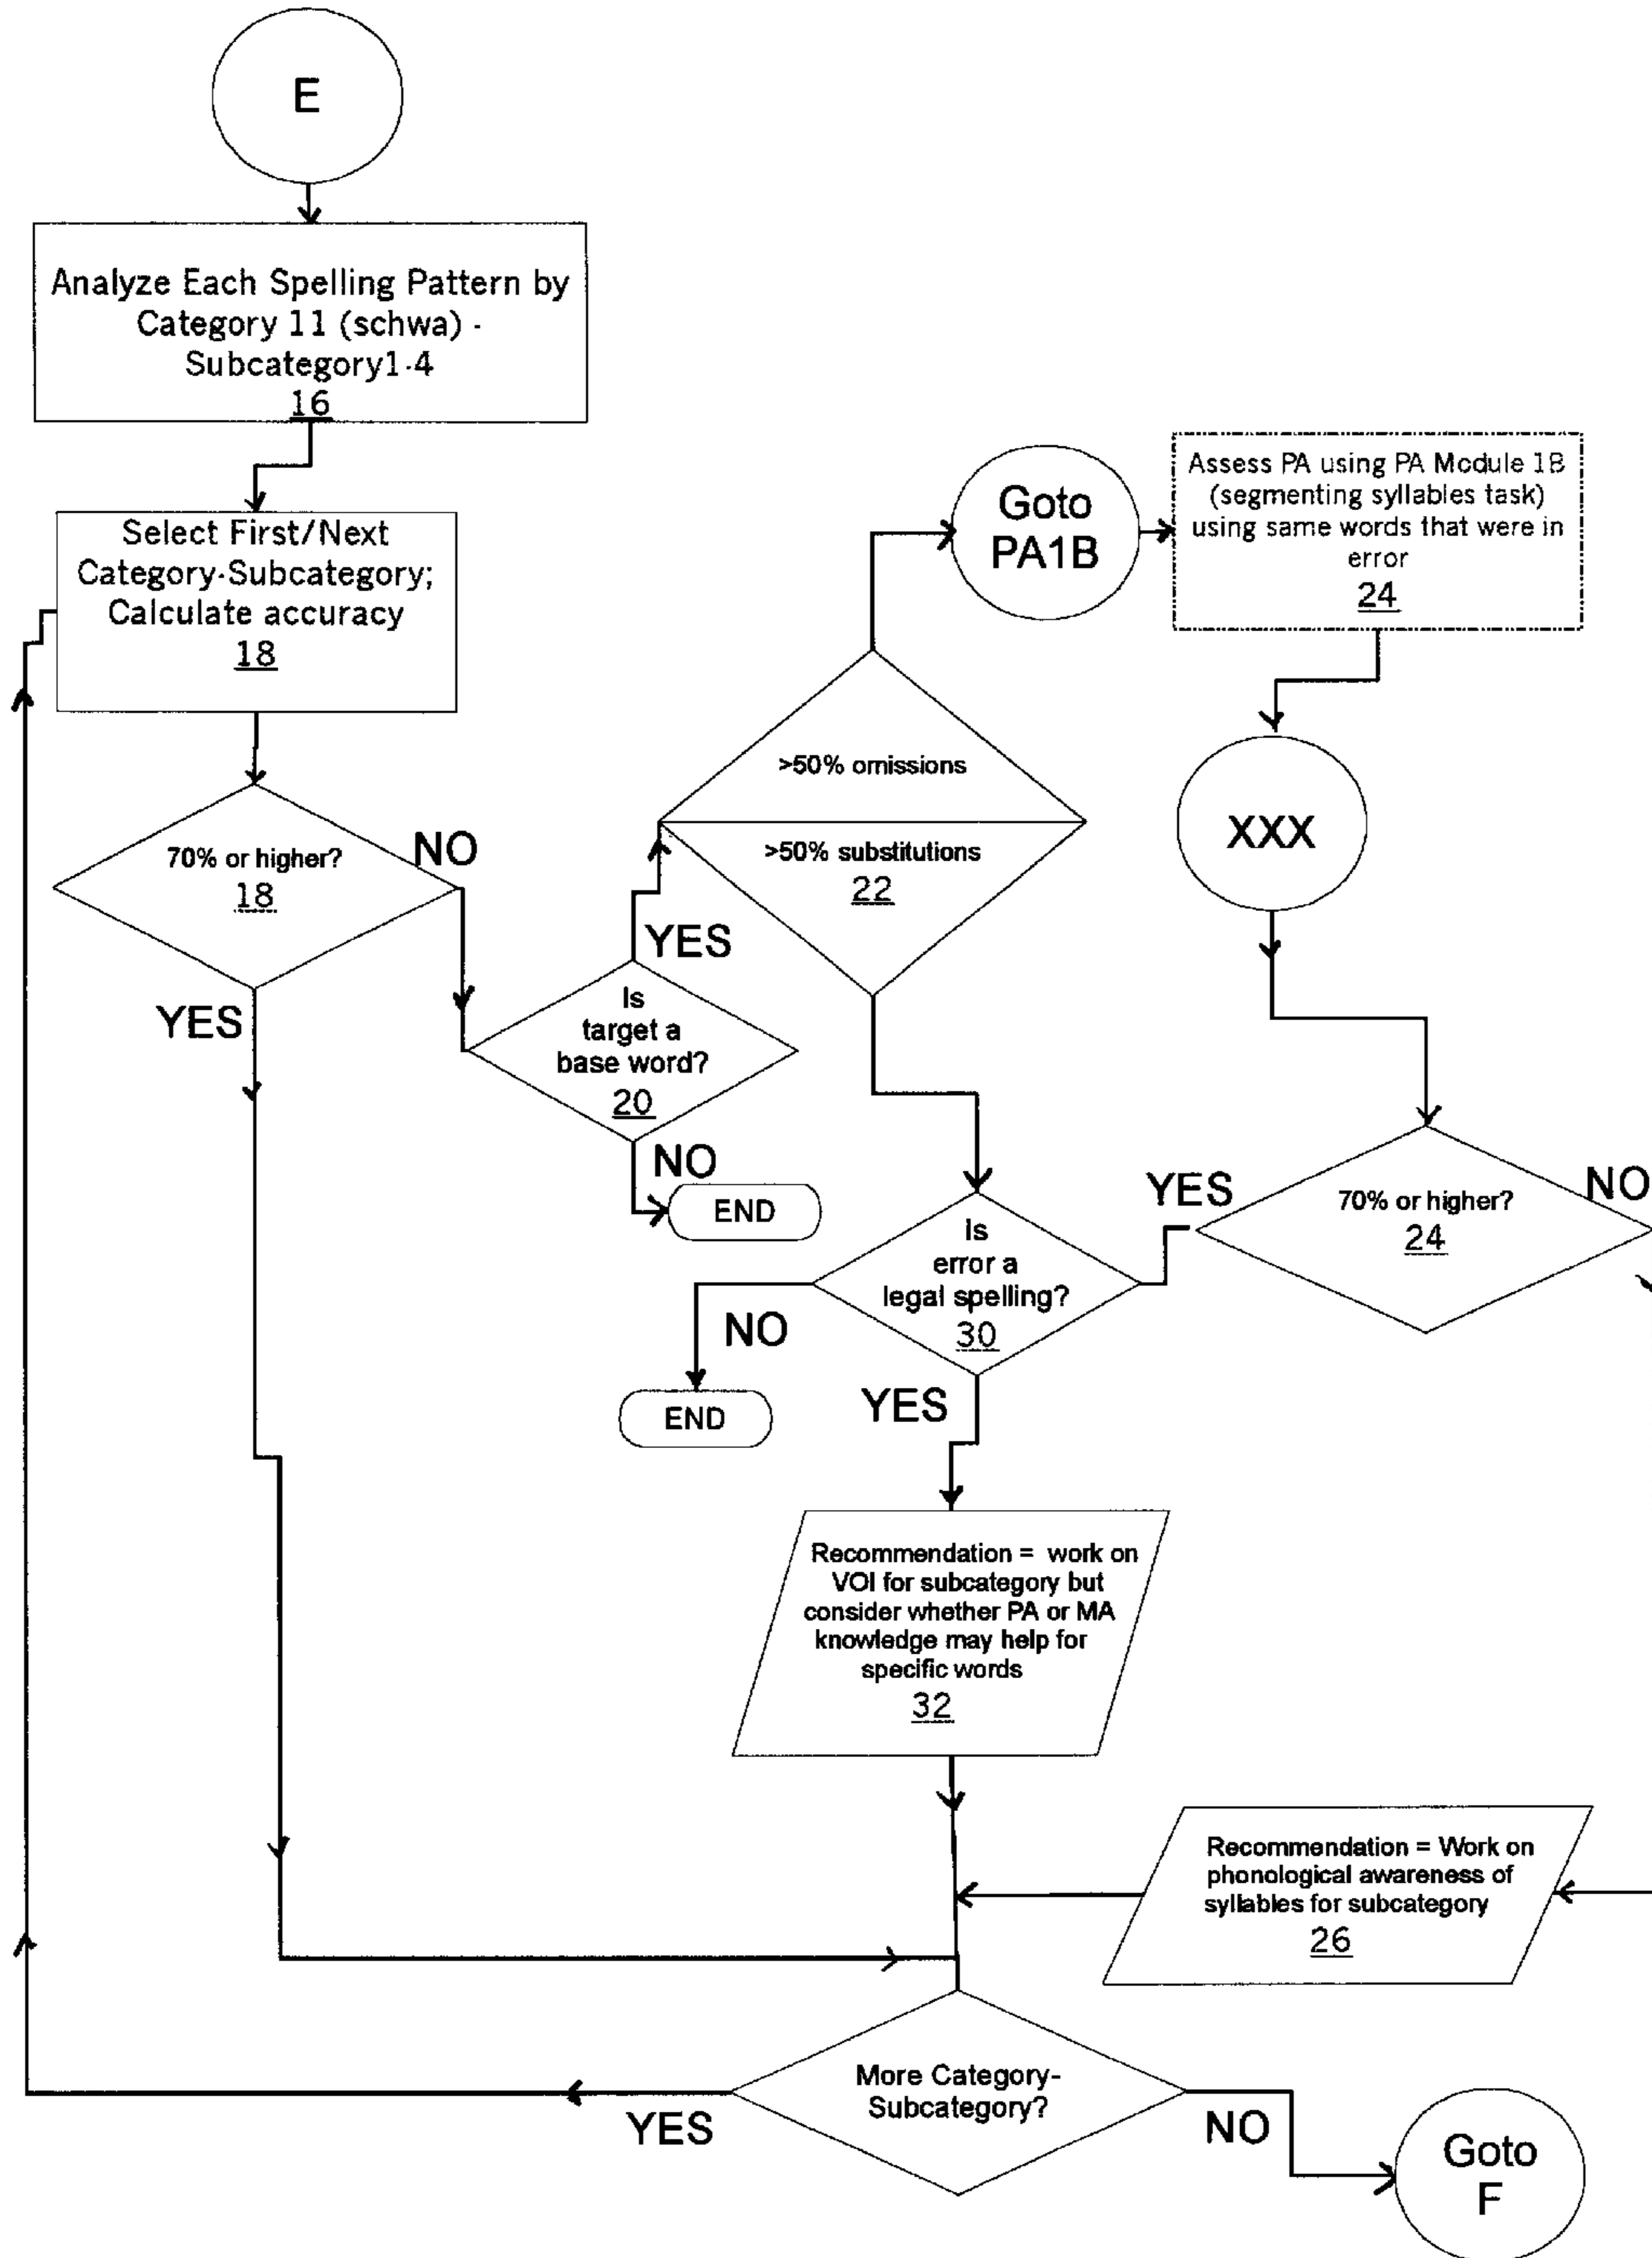 E
Analyze Each Spelling Pattern by
Category 11 (schwa) -
Subcategory1-4
16
Select First/Next
Category-Subcategory;
Calculate accuracy
18
70% or higher?
18
NO
YES
Is
target a
base word?
20
YES
NO
END
>50% omissions
>50% substitutions
22
Goto
PA1B
Assess PA using PA Module 1B
(segmenting syllables task)
using same words that were in
error
24
XXX
70% or higher?
24
YES
NO
Is
error a
legal spelling?
30
NO
END
YES
Recommendation = work on
VOI for subcategory but
consider whether PA or MA
knowledge may help for
specific words
32
Recommendation = Work on
phonological awareness of
syllables for subcategory
26
More Category-
Subcategory?
YES
NO
Goto
F